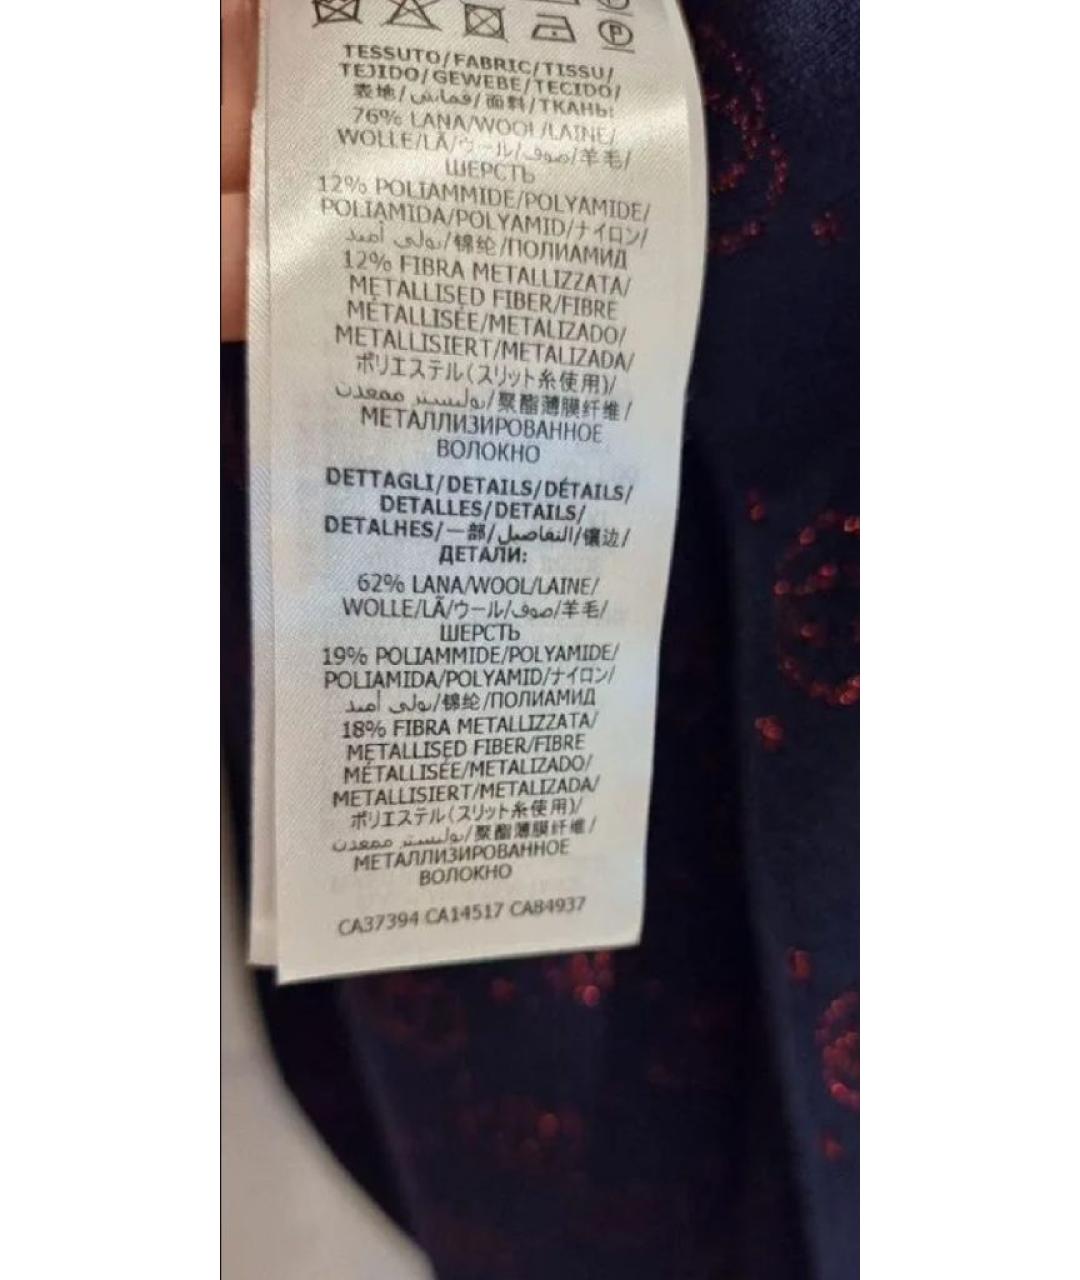 TESSUTO/FABRIC/TISSU/
TEJIDO/GEWEBE/TECIDO/
表地/قماش/面料/ТКАНЬ:
76% LANA/WOOL/LAINE/
WOLLE/LÃ/ウール/صوف/羊毛/
ШЕРСТЬ
12% POLIAMMIDE/POLYAMIDE/
POLIAMIDA/POLYAMID/ナイロン/
بولي أميد/锦纶/ПОЛИАМИД
12% FIBRA METALLIZZATA/
METALLISED FIBER/FIBRE
MÉTALLISÉE/METALIZADO/
METALLISIERT/METALIZADA/
ポリエステル(スリット糸使用)/
بوليستر ممعدن/聚酯薄膜纤维/
МЕТАЛЛИЗИРОВАННОЕ
ВОЛОКНО
DETTAGLI/DETAILS/DÉTAILS/
DETALLES/DETAILS/
DETALHES/一部/التفاصيل/镶边/
ДЕТАЛИ:
62% LANA/WOOL/LAINE/
WOLLE/LÃ/ウール/صوف/羊毛/
ШЕРСТЬ
19% POLIAMMIDE/POLYAMIDE/
POLIAMIDA/POLYAMID/ナイロン/
بولي أميد/锦纶/ПОЛИАМИД
18% FIBRA METALLIZZATA/
METALLISED FIBER/FIBRE
MÉTALLISÉE/METALIZADO/
METALLISIERT/METALIZADA/
ポリエステル(スリット糸使用)/
بوليستر ممعدن/聚酯薄膜纤维/
МЕТАЛЛИЗИРОВАННОЕ
ВОЛОКНО
CA37394 CA14517 CA84937